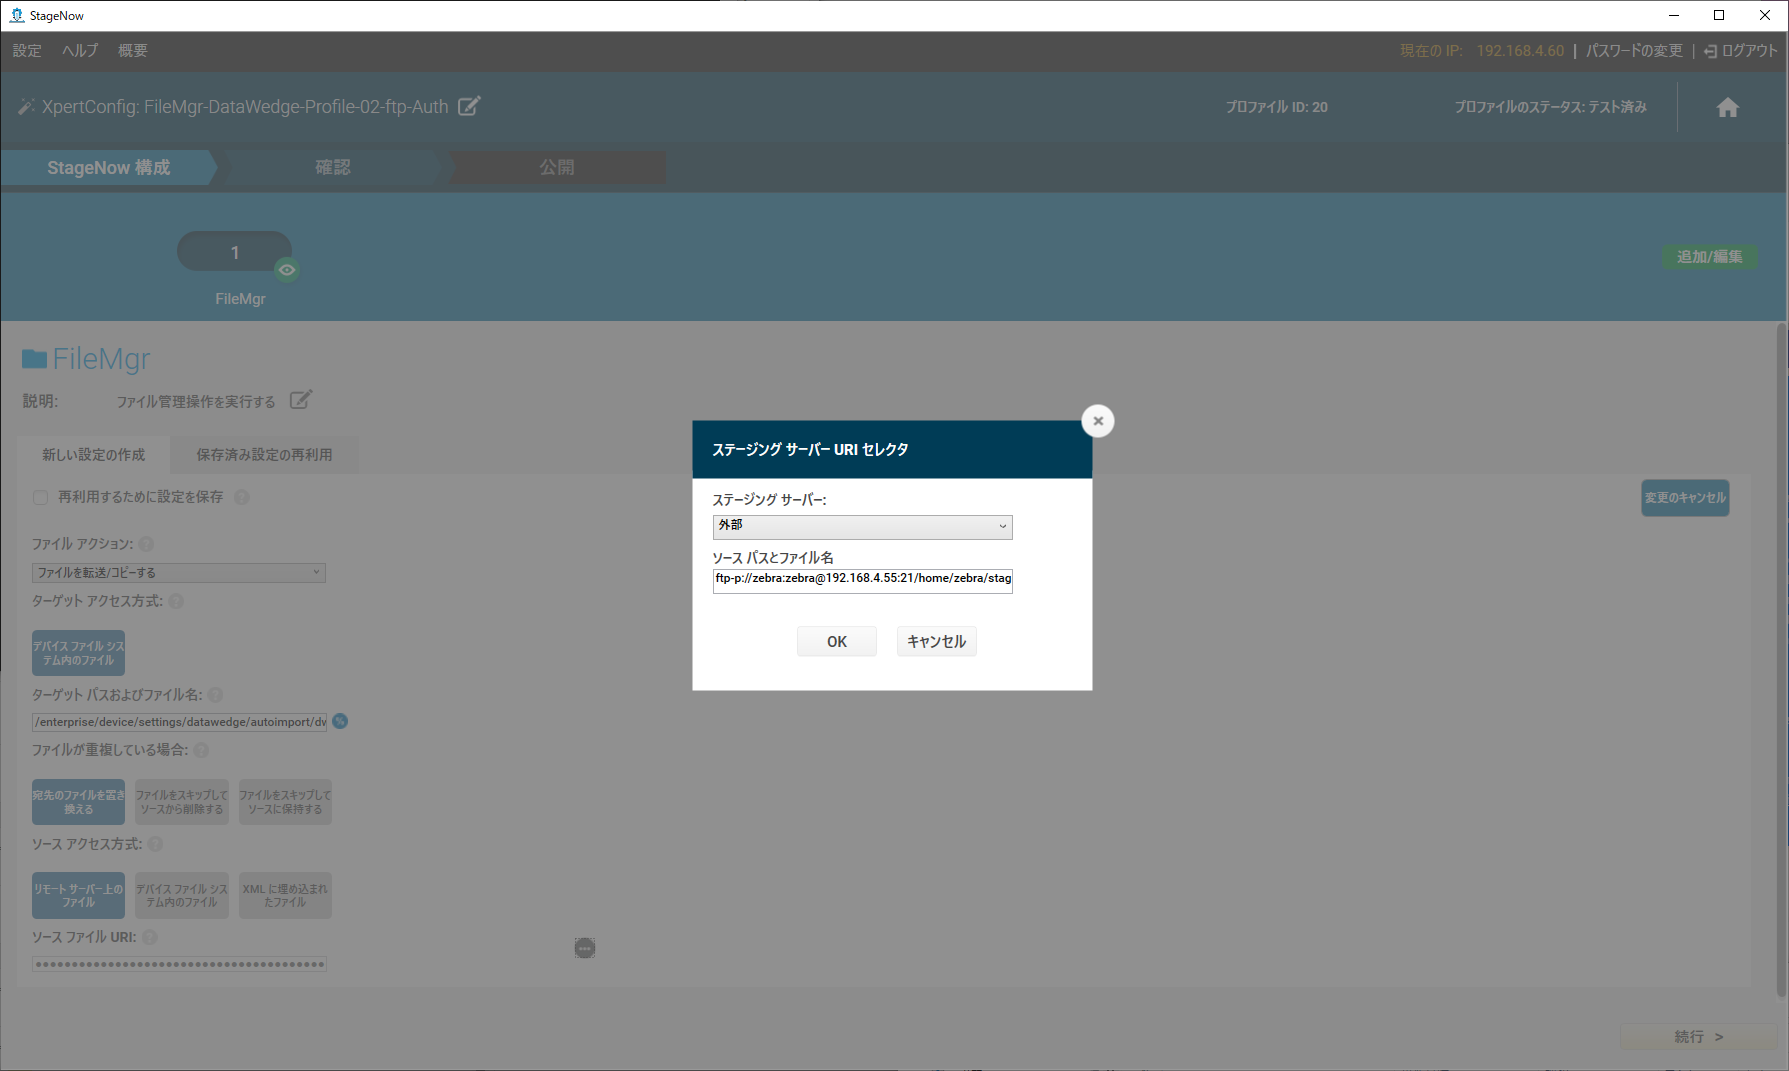 StageNow
設定 ヘルプ 概要
現在の IP: 192.168.4.60 | パスワードの変更 | ログアウト
XpertConfig: FileMgr-DataWedge-Profile-02-ftp-Auth
プロファイル ID: 20
プロファイルのステータス: テスト済み
StageNow 構成
確認
公開
1
FileMgr
追加/編集
FileMgr
説明: ファイル管理操作を実行する
新しい設定の作成
保存済み設定の再利用
再利用するために設定を保存
変更のキャンセル
ファイル アクション:
ファイルを転送/コピーする
ターゲット アクセス方式:
デバイス ファイル シス
テム内のファイル
ターゲット パスおよびファイル名:
/enterprise/device/settings/datawedge/autoimport/dw
ファイルが重複している場合:
宛先のファイルを置き
換える
ファイルをスキップして
ソースから削除する
ファイルをスキップして
ソースに保持する
ソース アクセス方式:
リモート サーバー上の
ファイル
デバイス ファイル シス
テム内のファイル
XML に埋め込まれ
たファイル
ソース ファイル URI:
ステージング サーバー URI セレクタ
ステージング サーバー:
外部
ソース パスとファイル名
ftp-p://zebra:zebra@192.168.4.55:21/home/zebra/stag
OK
キャンセル
続行 >